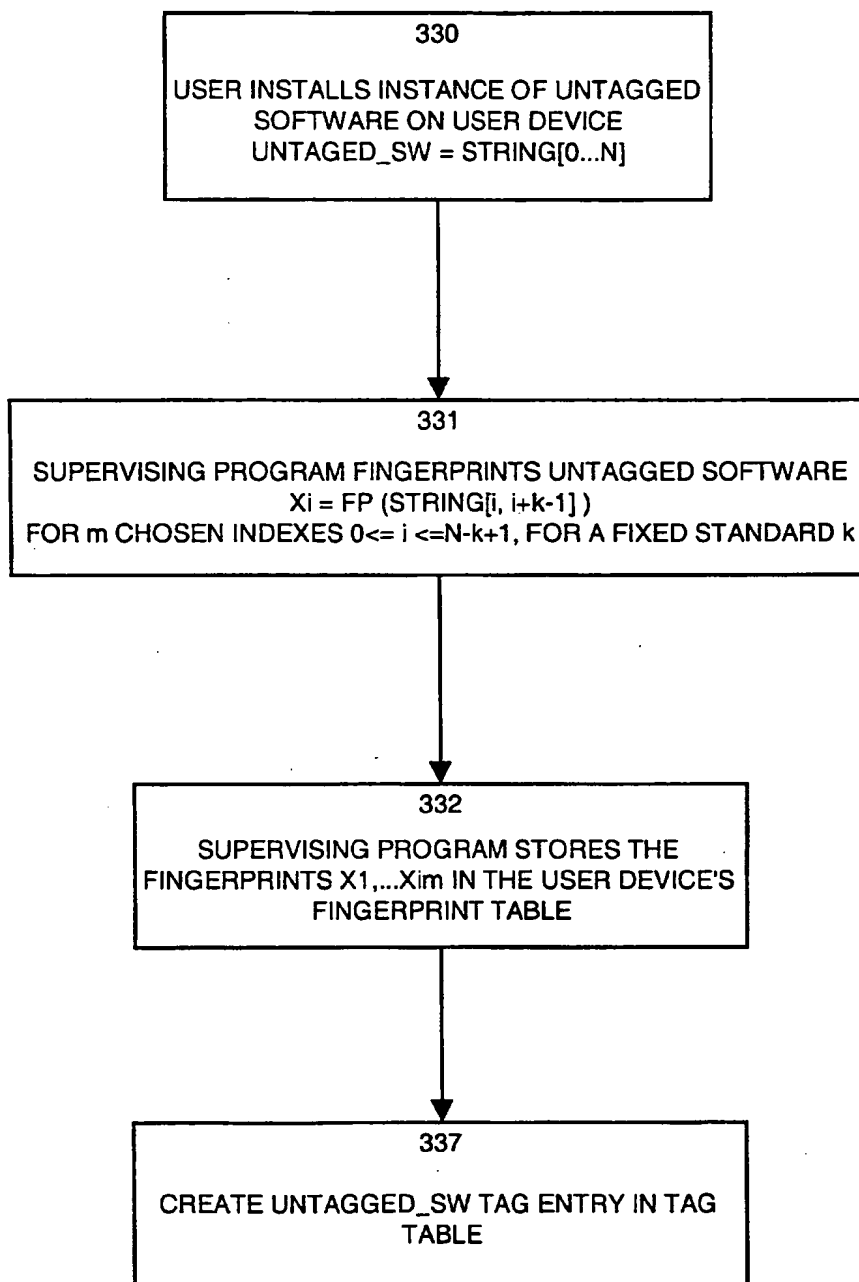 330
USER INSTALLS INSTANCE OF UNTAGGED
SOFTWARE ON USER DEVICE
UNTAGED_SW = STRING[0...N]
331
SUPERVISING PROGRAM FINGERPRINTS UNTAGGED SOFTWARE
Xi = FP (STRING[i, i+k-1] )
FOR m CHOSEN INDEXES 0<= i <=N-k+1, FOR A FIXED STANDARD k
332
SUPERVISING PROGRAM STORES THE
FINGERPRINTS X1,...Xim IN THE USER DEVICE'S
FINGERPRINT TABLE
337
CREATE UNTAGGED_SW TAG ENTRY IN TAG
TABLE